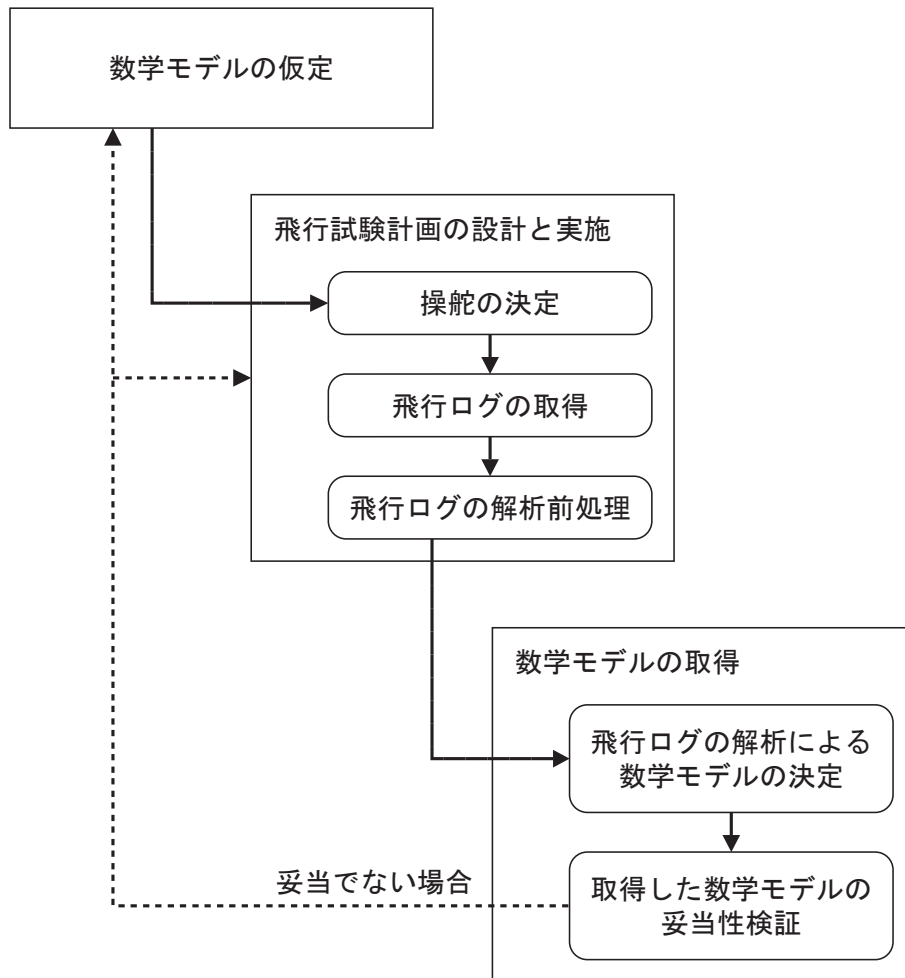 数学モデルの仮定
飛行試験計画の設計と実施
操舵の決定
飛行ログの取得
飛行ログの解析前処理
数学モデルの取得
飛行ログの解析による
数学モデルの決定
妥当でない場合
取得した数学モデルの
妥当性検証